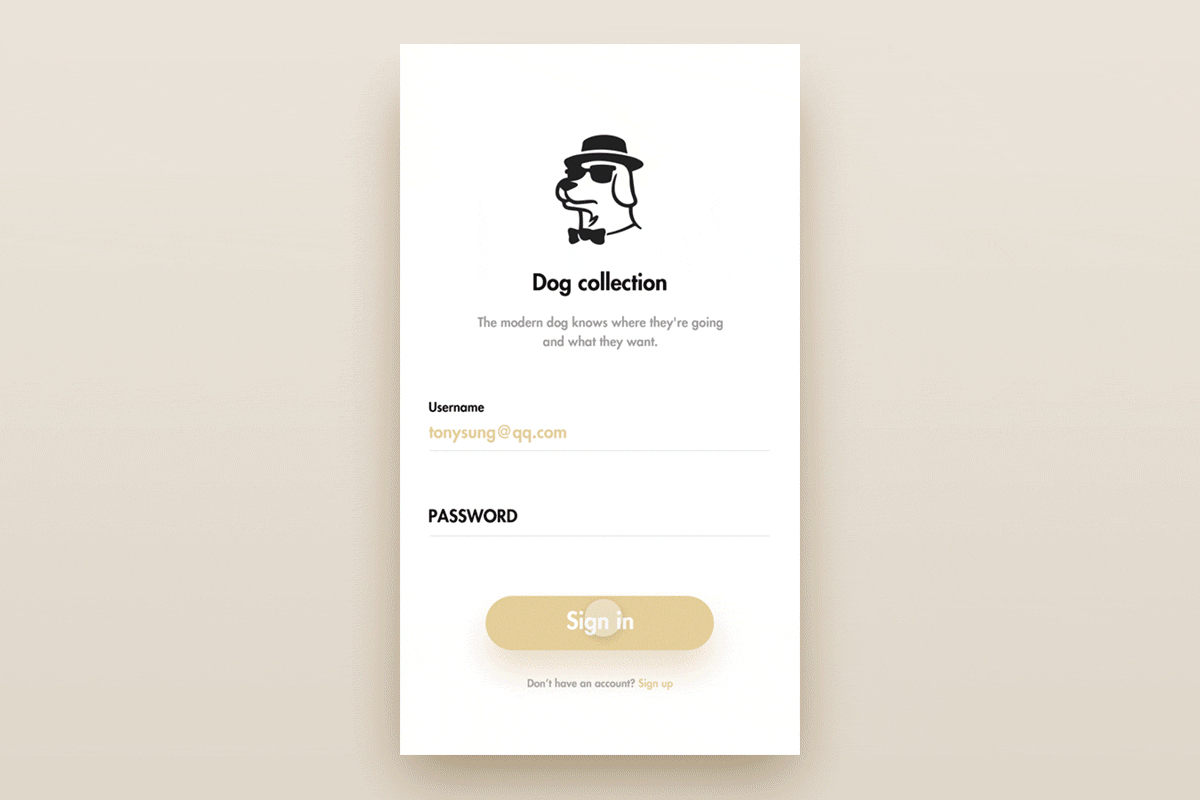 Dog collection
The modern dog knows where they're going
and what they want.
Username
tonysung@qq.com
PASSWORD
Sign in
Don't have an account? Sign up